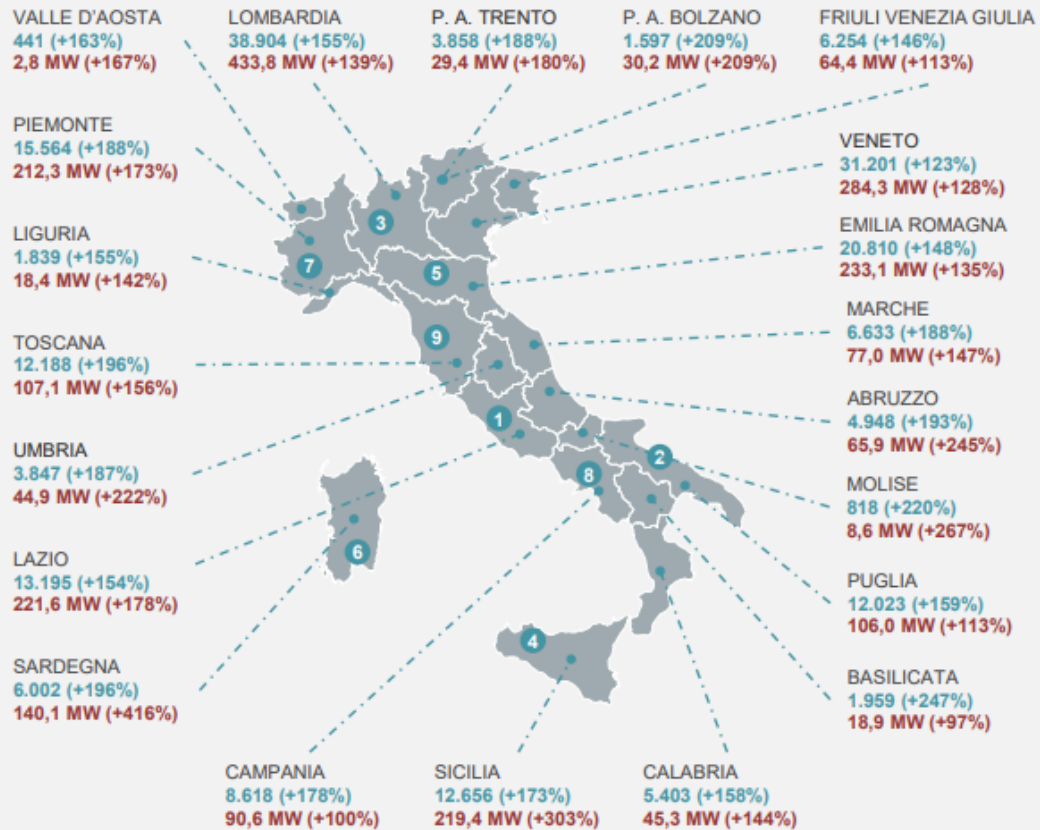 VALLE D'AOSTA
441 (+163%)
2,8 MW (+167%)
LOMBARDIA
38.904 (+155%)
433,8 MW (+139%)
P. A. TRENTO
3.858 (+188%)
29,4 MW (+180%)
P. A. BOLZANO
1.597 (+209%)
30,2 MW (+209%)
FRIULI VENEZIA GIULIA
6.254 (+146%)
64,4 MW (+113%)
PIEMONTE
15.564 (+188%)
212,3 MW (+173%)
VENETO
31.201 (+123%)
284,3 MW (+128%)
LIGURIA
1.839 (+155%)
18,4 MW (+142%)
EMILIA ROMAGNA
20.810 (+148%)
233,1 MW (+135%)
TOSCANA
12.188 (+196%)
107,1 MW (+156%)
MARCHE
6.633 (+188%)
77,0 MW (+147%)
UMBRIA
3.847 (+187%)
44,9 MW (+222%)
ABRUZZO
4.948 (+193%)
65,9 MW (+245%)
MOLISE
818 (+220%)
8,6 MW (+267%)
LAZIO
13.195 (+154%)
221,6 MW (+178%)
PUGLIA
12.023 (+159%)
106,0 MW (+113%)
SARDEGNA
6.002 (+196%)
140,1 MW (+416%)
BASILICATA
1.959 (+247%)
18,9 MW (+97%)
CAMPANIA
8.618 (+178%)
90,6 MW (+100%)
SICILIA
12.656 (+173%)
219,4 MW (+303%)
CALABRIA
5.403 (+158%)
45,3 MW (+144%)
3
7
5
9
1
2
8
6
4